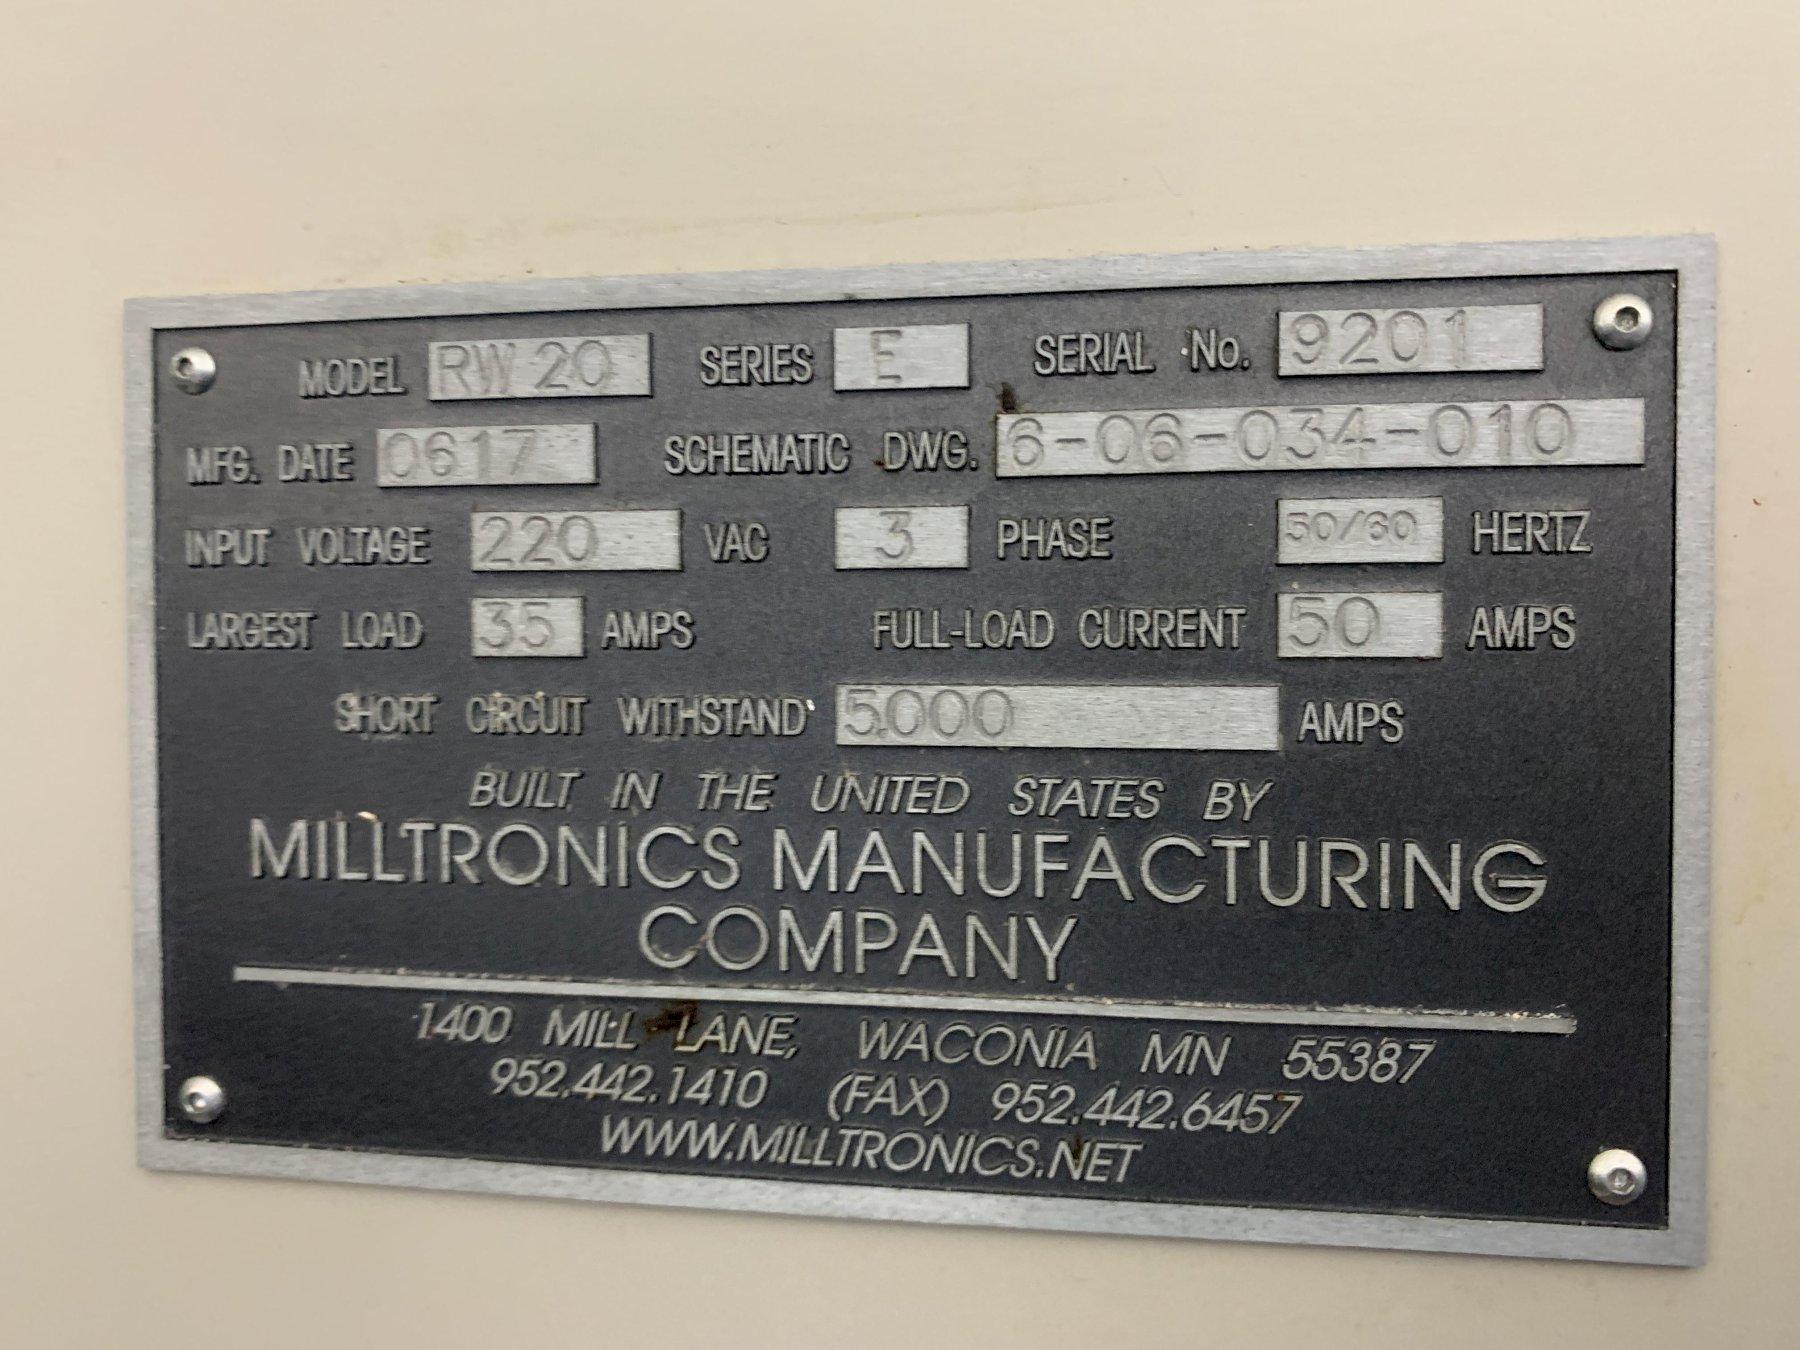 MODEL RW 20 SERIES E SERIAL No. 9201
MFG. DATE 0617 SCHEMATIC DWG. 6-06-034-010
INPUT VOLTAGE 220 VAC 3 PHASE 50/60 HERTZ
LARGEST LOAD 35 AMPS FULL-LOAD CURRENT 50 AMPS
SHORT CIRCUIT WITHSTAND 5000 AMPS
BUILT IN THE UNITED STATES BY
MILLTRONICS MANUFACTURING
COMPANY
1400 MILL LANE, WACONIA MN 55387
952.442.1410 (FAX) 952.442.6457
WWW.MILLTRONICS.NET